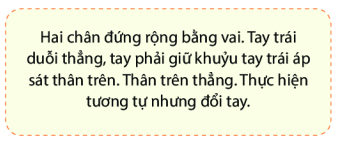 Hai chân đứng rộng bằng vai. Tay trái
duỗi thẳng, tay phải giữ khuỷu tay trái áp
sát thân trên. Thân trên thẳng. Thực hiện
tương tự nhưng đổi tay.